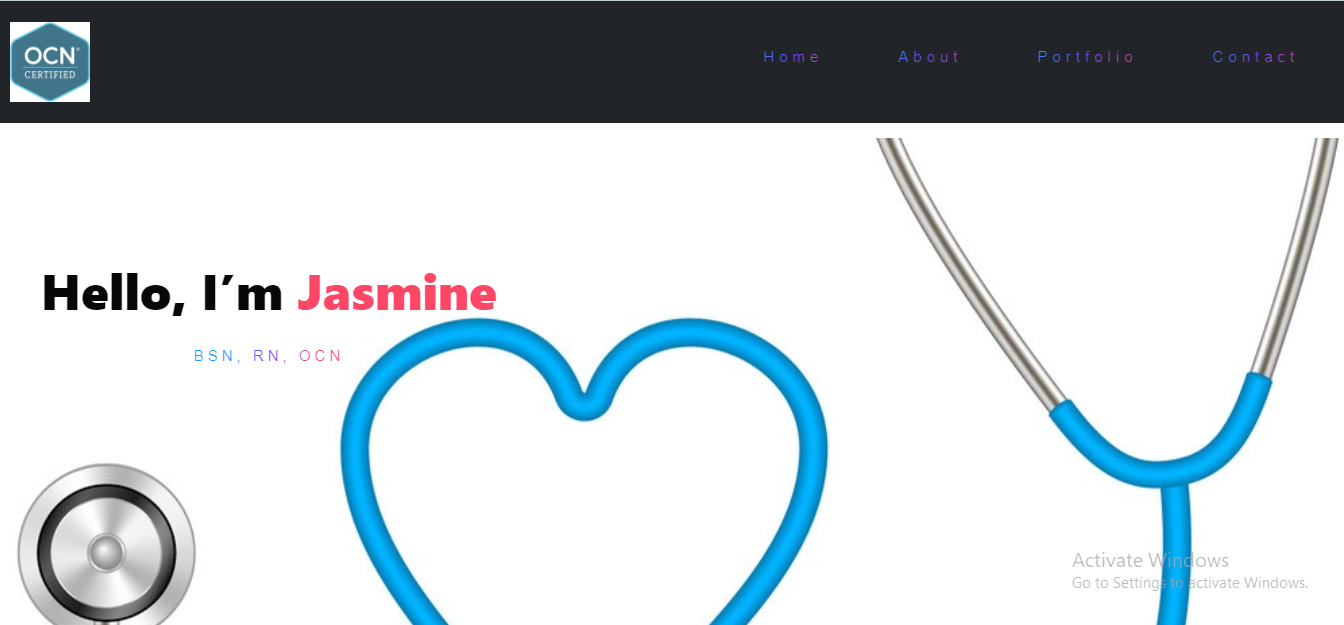 OCN®
CERTIFIED
Home About Portfolio Contact
Hello, I´m Jasmine
BSN, RN, OCN
Activate Windows
Go to Settings to activate Windows.